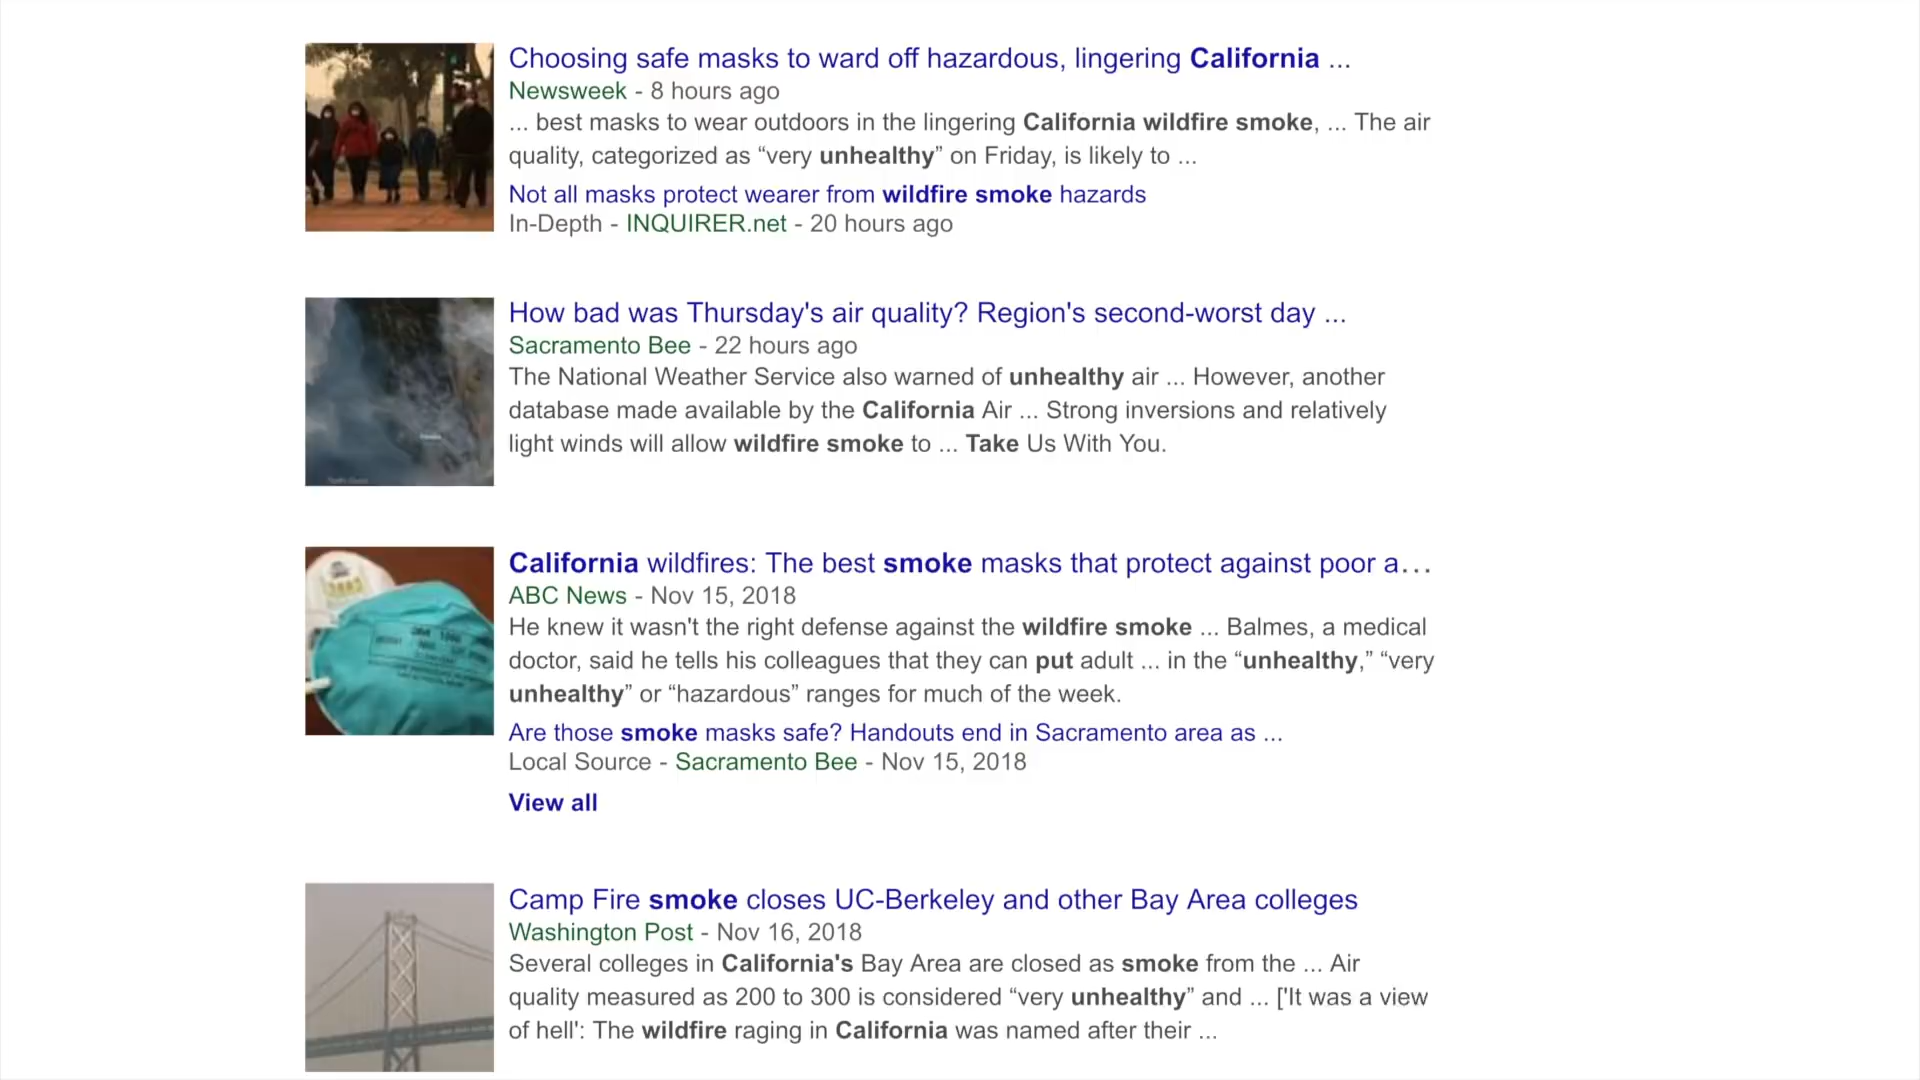 Choosing safe masks to ward off hazardous, lingering California ...
Newsweek - 8 hours ago
... best masks to wear outdoors in the lingering California wildfire smoke, ... The air
quality, categorized as “very unhealthy” on Friday, is likely to ...
Not all masks protect wearer from wildfire smoke hazards
In-Depth - INQUIRER.net - 20 hours ago
How bad was Thursday's air quality? Region's second-worst day ...
Sacramento Bee - 22 hours ago
The National Weather Service also warned of unhealthy air ... However, another
database made available by the California Air ... Strong inversions and relatively
light winds will allow wildfire smoke to ... Take Us With You.
California wildfires: The best smoke masks that protect against poor a...
ABC News - Nov 15, 2018
He knew it wasn't the right defense against the wildfire smoke ... Balmes, a medical
doctor, said he tells his colleagues that they can put adult ... in the “unhealthy,” “very
unhealthy” or “hazardous” ranges for much of the week.
Are those smoke masks safe? Handouts end in Sacramento area as ...
Local Source - Sacramento Bee - Nov 15, 2018
View all
Camp Fire smoke closes UC-Berkeley and other Bay Area colleges
Washington Post - Nov 16, 2018
Several colleges in California's Bay Area are closed as smoke from the ... Air
quality measured as 200 to 300 is considered “very unhealthy” and ... ['It was a view
of hell': The wildfire raging in California was named after their ...